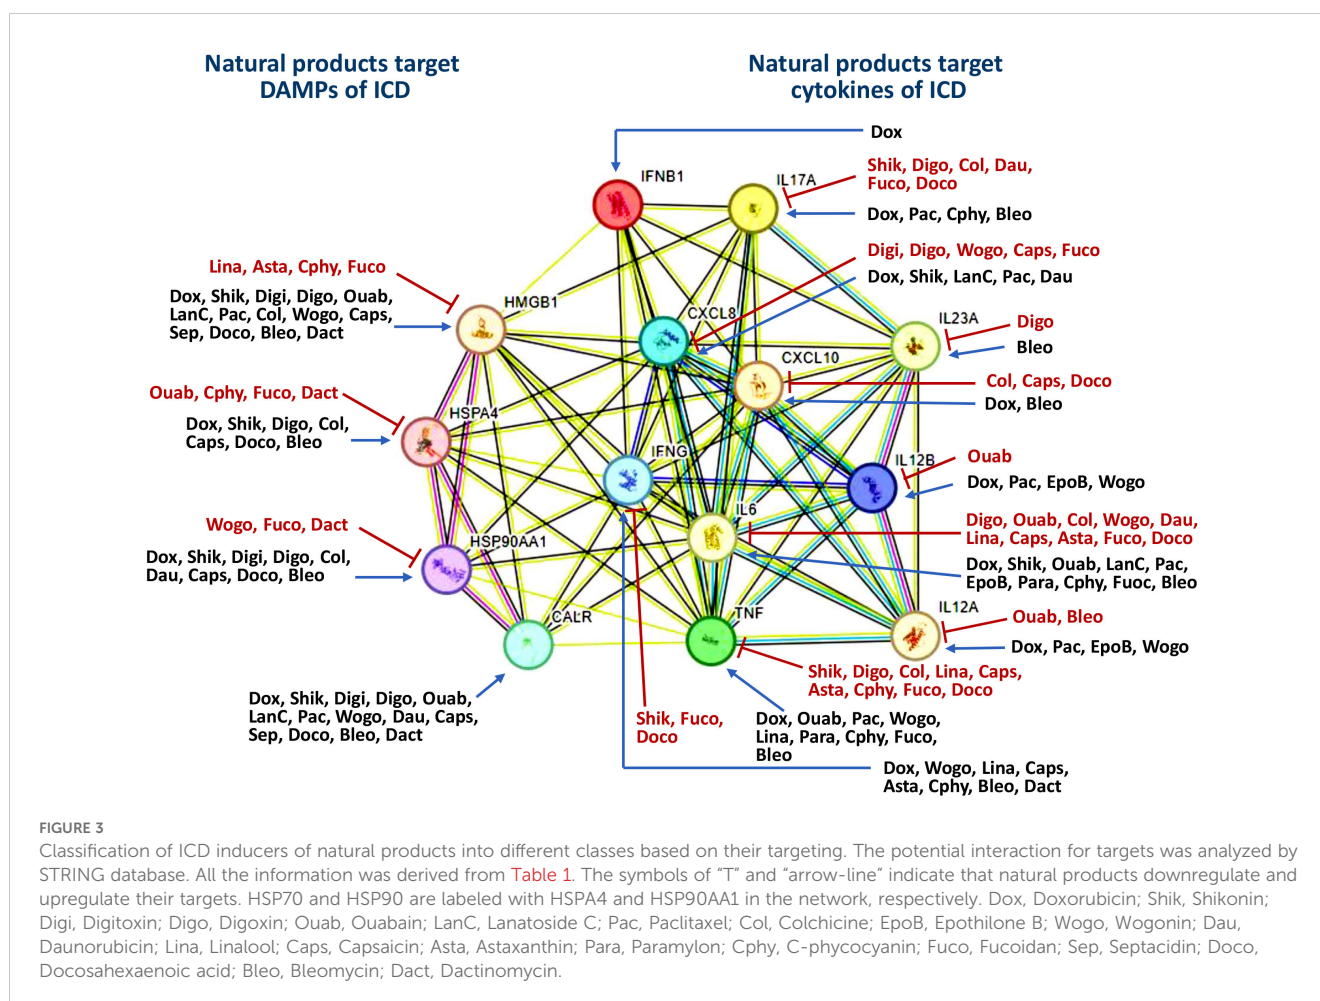 Natural products target
DAMPs of ICD
Natural products target
cytokines of ICD
Dox
IFNB1
IL17A
Shik, Digo, Col, Dau,
Fuco, Doco
Dox, Pac, Cphy, Bleo
Digi, Digo, Wogo, Caps, Fuco
Dox, Shik, LanC, Pac, Dau
Lina, Asta, Cphy, Fuco
Dox, Shik, Digi, Digo, Ouab,
LanC, Pac, Col, Wogo, Caps,
Sep, Doco, Bleo, Dact
HMGB1
CXCL8
IL23A
Digo
Bleo
CXCL10
Col, Caps, Doco
Dox, Bleo
Ouab, Cphy, Fuco, Dact
Dox, Shik, Digo, Col,
Caps, Doco, Bleo
HSPA4
IFNG
IL12B
Ouab
Dox, Pac, EpoB, Wogo
IL6
Digo, Ouab, Col, Wogo, Dau,
Lina, Caps, Asta, Fuco, Doco
Dox, Shik, Ouab, LanC, Pac,
EpoB, Para, Cphy, Fuoc, Bleo
Wogo, Fuco, Dact
Dox, Shik, Digi, Digo, Col,
Dau, Caps, Doco, Bleo
HSP90AA1
CALR
TNF
IL12A
Ouab, Bleo
Dox, Pac, EpoB, Wogo
Shik, Digo, Col, Lina, Caps,
Asta, Cphy, Fuco, Doco
Dox, Shik, Digi, Digo, Ouab,
LanC, Pac, Wogo, Dau, Caps,
Sep, Doco, Bleo, Dact
Shik, Fuco,
Doco
Dox, Ouab, Pac, Wogo,
Lina, Para, Cphy, Fuco,
Bleo
Dox, Wogo, Lina, Caps,
Asta, Cphy, Bleo, Dact
FIGURE 3
Classification of ICD inducers of natural products into different classes based on their targeting. The potential interaction for targets was analyzed by
STRING database. All the information was derived from Table 1. The symbols of “T” and “arrow-line” indicate that natural products downregulate and
upregulate their targets. HSP70 and HSP90 are labeled with HSPA4 and HSP90AA1 in the network, respectively. Dox, Doxorubicin; Shik, Shikonin;
Digi, Digitoxin; Digo, Digoxin; Ouab, Ouabain; LanC, Lanatoside C; Pac, Paclitaxel; Col, Colchicine; EpoB, Epothilone B; Wogo, Wogonin; Dau,
Daunorubicin; Lina, Linalool; Caps, Capsaicin; Asta, Astaxanthin; Para, Paramylon; Cphy, C-phycocyanin; Fuco, Fucoidan; Sep, Septacidin; Doco,
Docosahexaenoic acid; Bleo, Bleomycin; Dact, Dactinomycin.